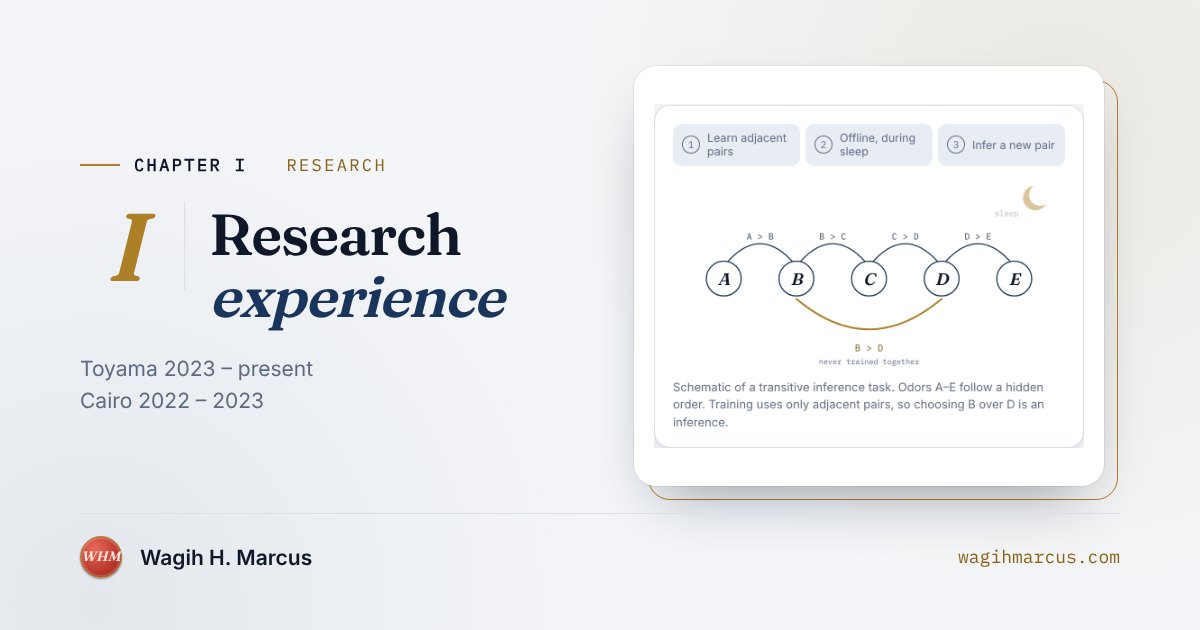 CHAPTER I RESEARCH
I
Research
experience
Toyama 2023 – present
Cairo 2022 – 2023
1 Learn adjacent
pairs
2 Offline, during
sleep
3 Infer a new pair
sleep
A > B B > C C > D D > E
A B C D E
B > D
never trained together
Schematic of a transitive inference task. Odors A–E follow a hidden
order. Training uses only adjacent pairs, so choosing B over D is an
inference.
WHM Wagih H. Marcus
wagihmarcus.com